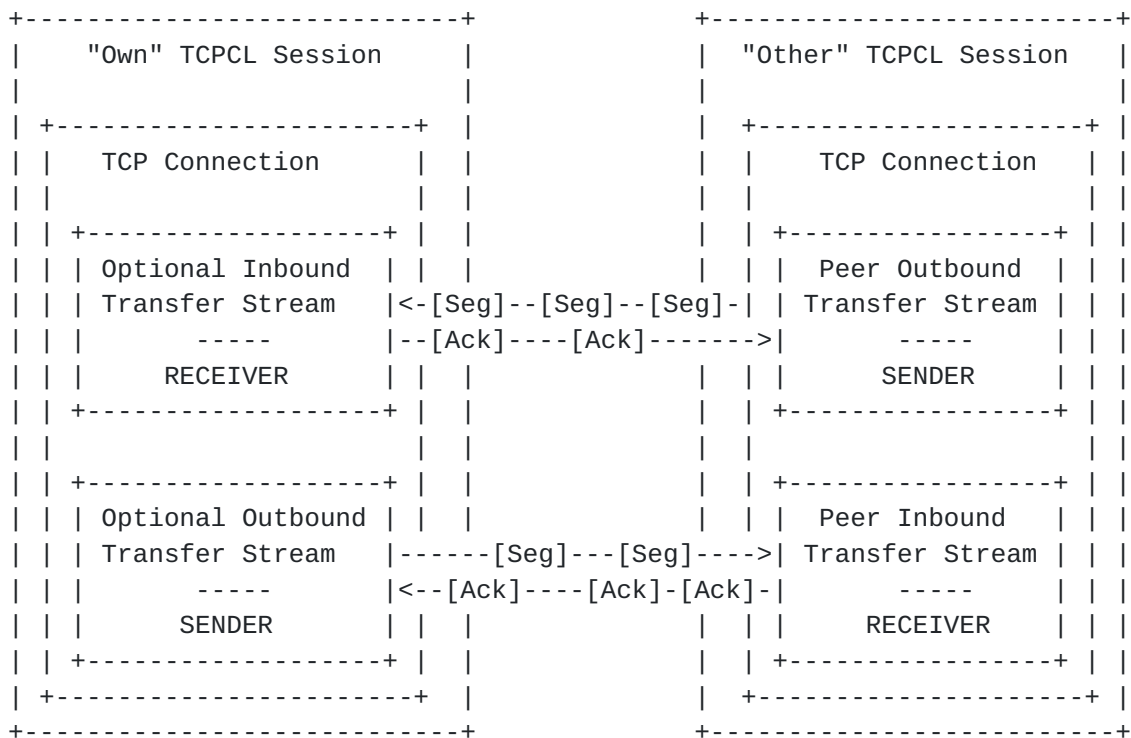 +----------------------------+               +--------------------------+
|    "Own" TCPCL Session     |               |  "Other" TCPCL Session   |
|                            |               |                          |
| +-----------------------+  |               |  +---------------------+ |
| |   TCP Connection      |  |               |  |    TCP Connection   | |
| |                       |  |               |  |                     | |
| | +-------------------+ |  |               |  | +-----------------+ | |
| | | Optional Inbound  | |  |               |  | |  Peer Outbound  | | |
| | | Transfer Stream   |<-[Seg]--[Seg]--[Seg]-| | Transfer Stream | | |
| | |       -----       |--[Ack]----[Ack]------->|       -----     | | |
| | |     RECEIVER      | |  |               |  | |      SENDER     | | |
| | +-------------------+ |  |               |  | +-----------------+ | |
| |                       |  |               |  |                     | |
| | +-------------------+ |  |               |  | +-----------------+ | |
| | | Optional Outbound | |  |               |  | |  Peer Inbound   | | |
| | | Transfer Stream   |------[Seg]---[Seg]---->| Transfer Stream | | |
| | |       -----       |<--[Ack]----[Ack]-[Ack]-|       -----     | | |
| | |      SENDER       | |  |               |  | |     RECEIVER    | | |
| | +-------------------+ |  |               |  | +-----------------+ | |
| +-----------------------+  |               |  +---------------------+ |
+----------------------------+               +--------------------------+